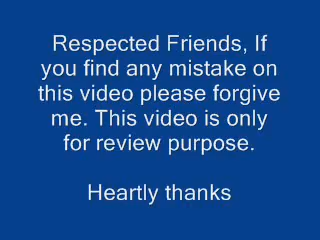 Respected Friends, If
you find any mistake on
this video please forgive
me. This video is only
for review purpose.
Heartly thanks